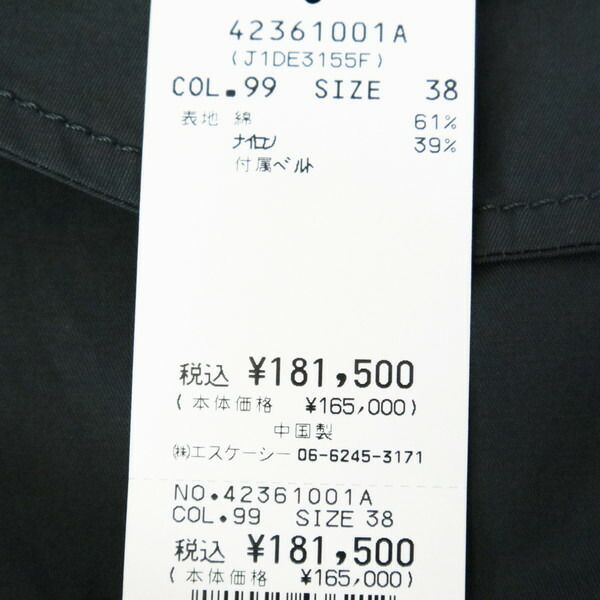 42361001A
(J1DE3155F)
COL.99 SIZE 38
表地 綿 61%
ナイロン 39%
付属ベルト
税込 ¥181,500
(本体価格 ¥165,000)
中国製
㈱エスケーシー 06-6245-3171
NO.42361001A
COL.99 SIZE 38
税込 ¥181,500
(本体価格 ¥165,000)